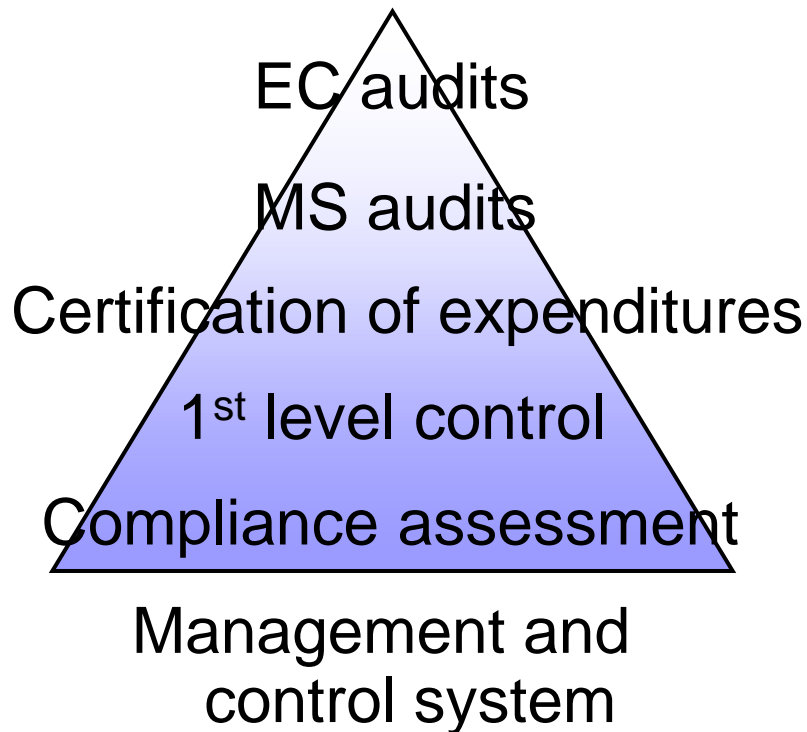 EC audits
MS audits
Certification of expenditures
1st level control
Compliance assessment
Management and
control system